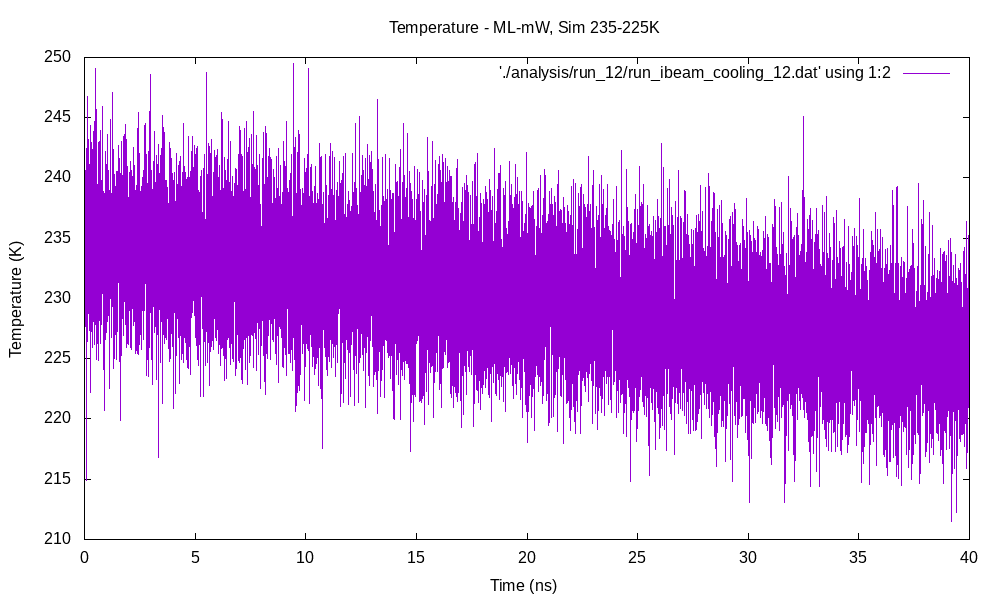 Temperature - ML-mW, Sim 235-225K
'./analysis/run_12/run_ibeam_cooling_12.dat' using 1:2
250
245
240
235
230
225
220
215
210
Temperature (K)
0 5 10 15 20 25 30 35 40
Time (ns)